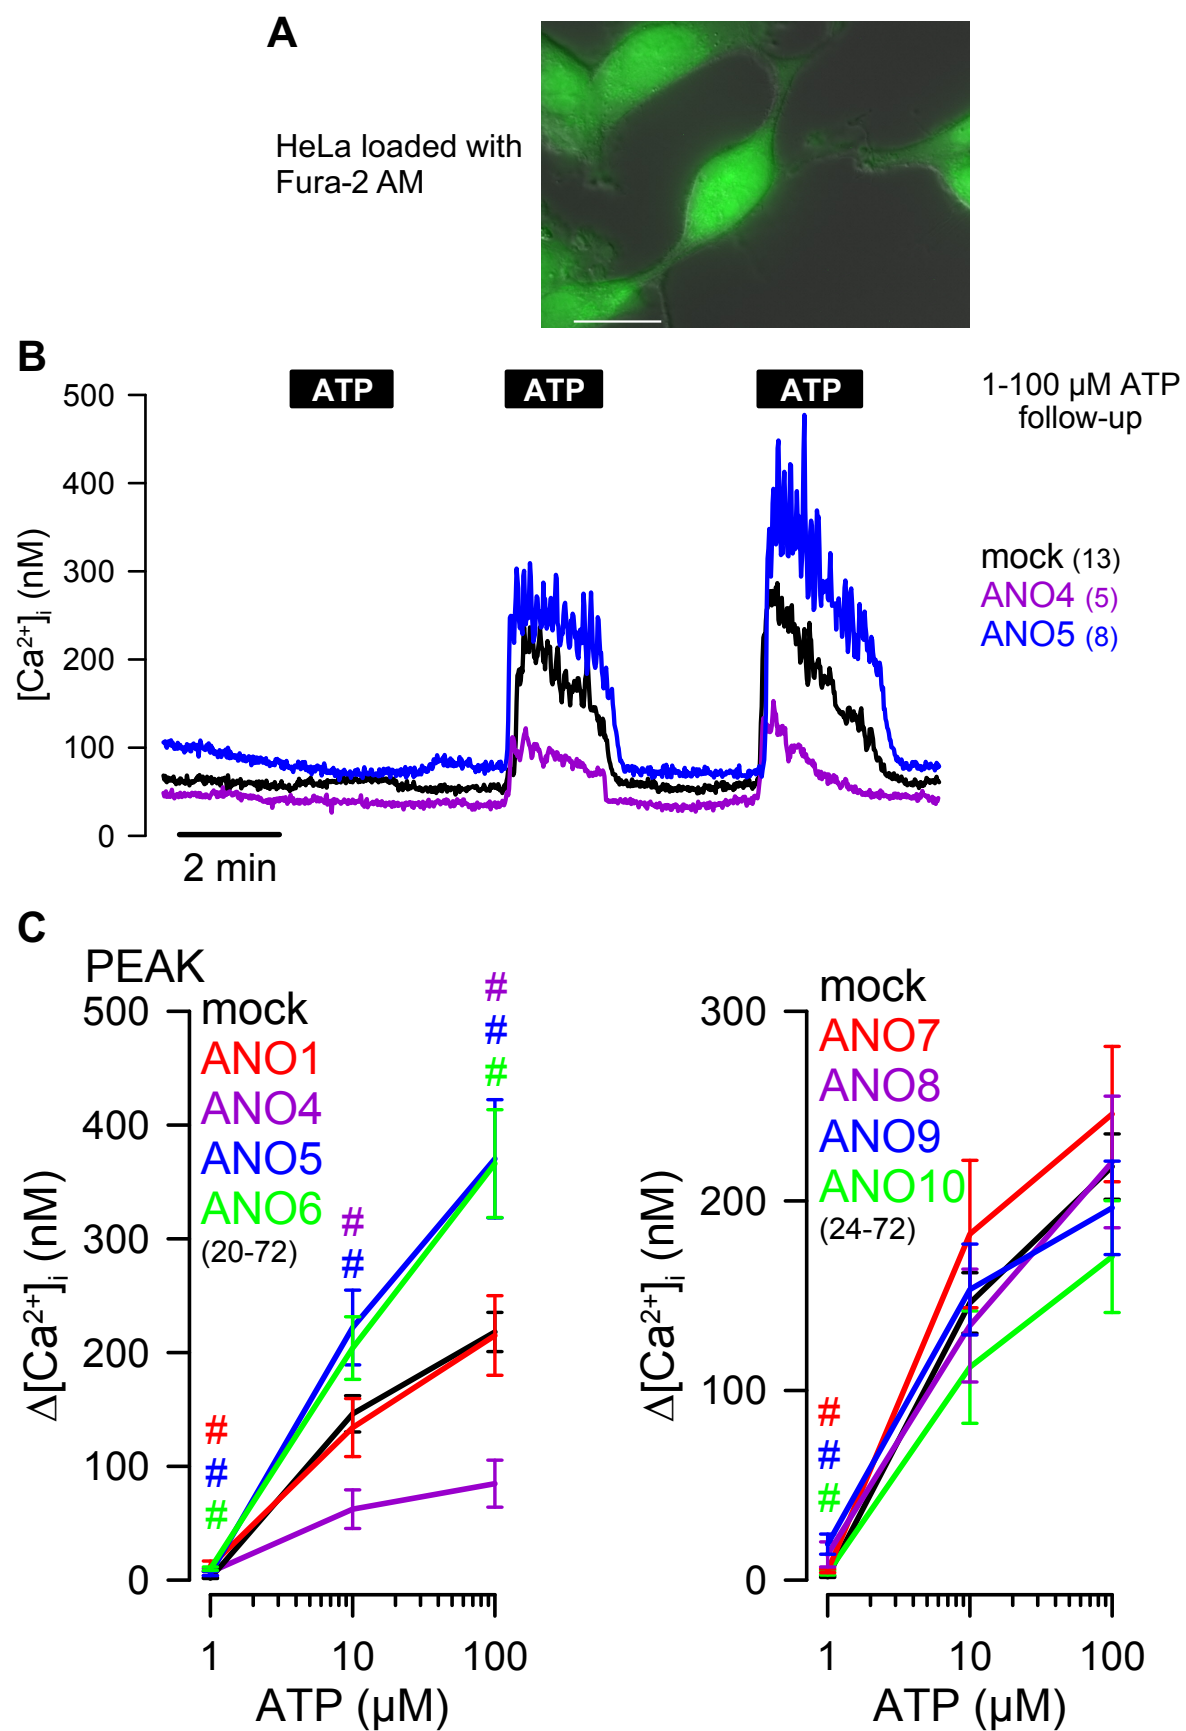 A
HeLa loaded with
Fura-2 AM
B
ATP
ATP
ATP
1-100 µM ATP
follow-up
500
400
300
200
100
0
[Ca²⁺]ᵢ (nM)
mock (13)
ANO4 (5)
ANO5 (8)
2 min
C
PEAK
500
400
300
200
100
0
Δ[Ca²⁺]ᵢ (nM)
mock
ANO1
ANO4
ANO5
ANO6
(20-72)
#
#
#
#
#
#
#
#
1
10
100
ATP (µM)
300
200
100
0
Δ[Ca²⁺]ᵢ (nM)
mock
ANO7
ANO8
ANO9
ANO10
(24-72)
#
#
#
1
10
100
ATP (µM)